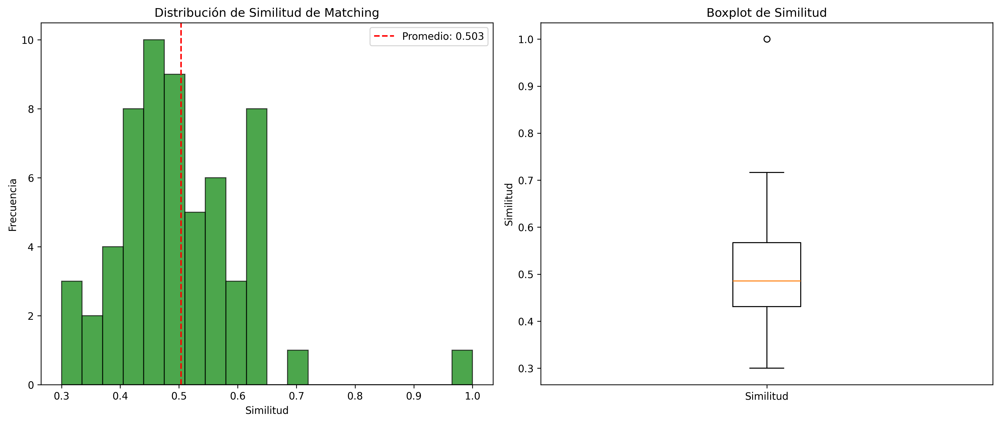 Distribución de Similitud de Matching
Promedio: 0.503
Frecuencia
10
8
6
4
2
0
0.3 0.4 0.5 0.6 0.7 0.8 0.9 1.0
Similitud
Boxplot de Similitud
Similitud
1.0
0.9
0.8
0.7
0.6
0.5
0.4
0.3
Similitud